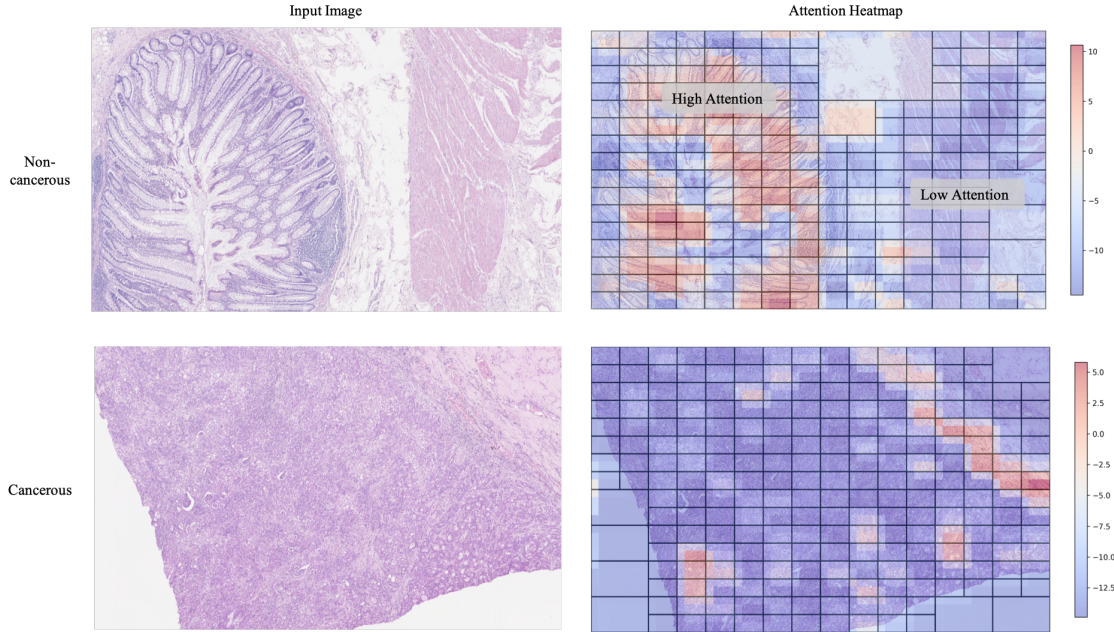 Input Image
Attention Heatmap
Non-
cancerous
High Attention
Low Attention
10
5
0
−5
−10
Cancerous
5.0
2.5
0.0
−2.5
−5.0
−7.5
−10.0
−12.5